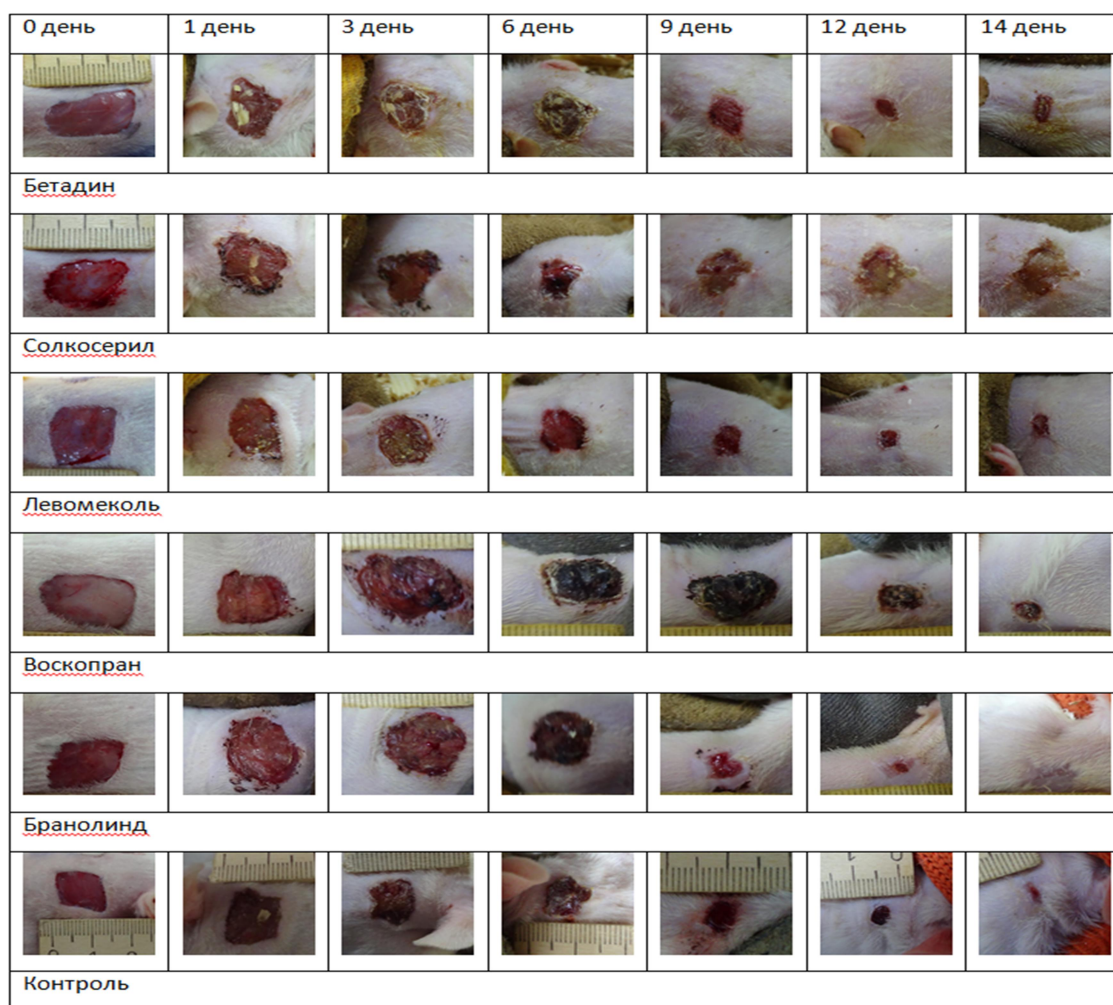 0 день 1 день 3 день 6 день 9 день 12 день 14 день
Бетадин
Солкосерил
Левомеколь
Воскопран
Бранолинд
Контроль